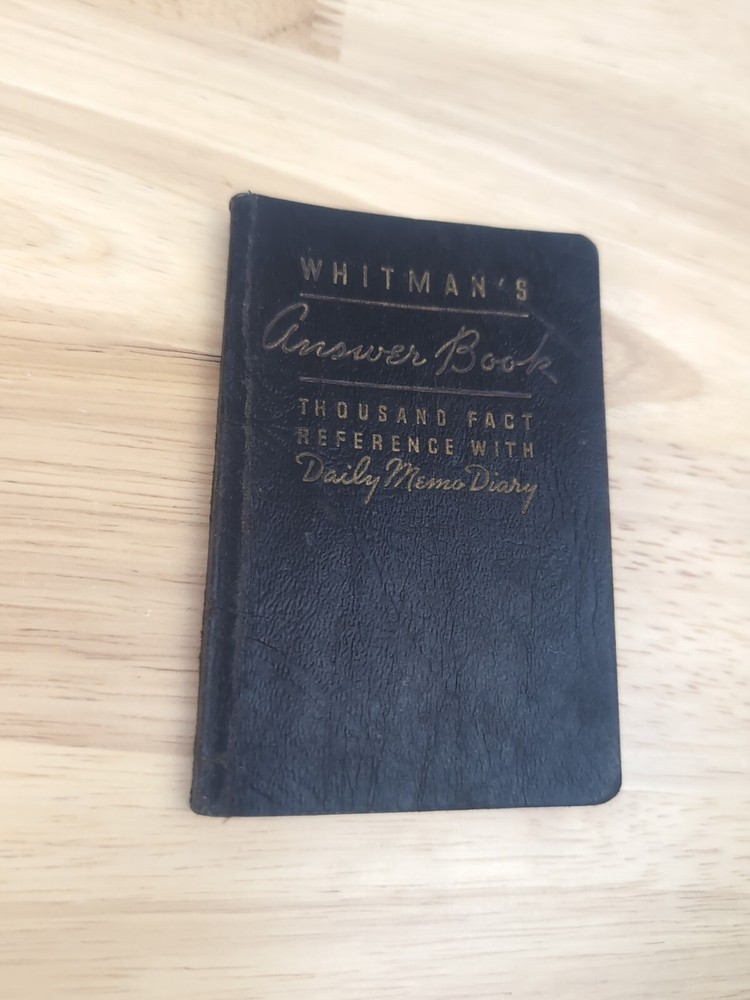 WHITMAN'S
Answer Book
THOUSAND FACT
REFERENCE WITH
Daily Memo Diary